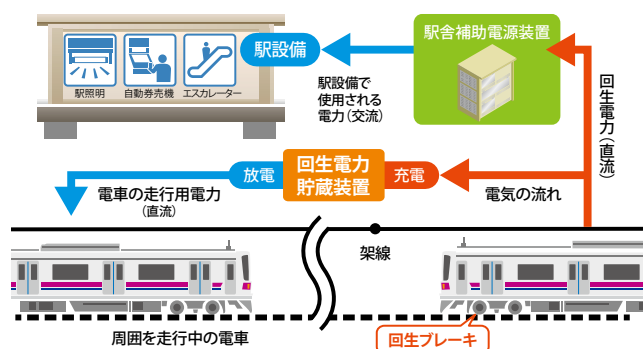 駅舎補助電源装置
駅設備
駅照明
自動券売機
エスカレーター
駅設備で
使用される
電力(交流)
回生電力(直流)
放電
回生電力
貯蔵装置
充電
電車の走行用電力
(直流)
電気の流れ
架線
周囲を走行中の電車
回生ブレーキ